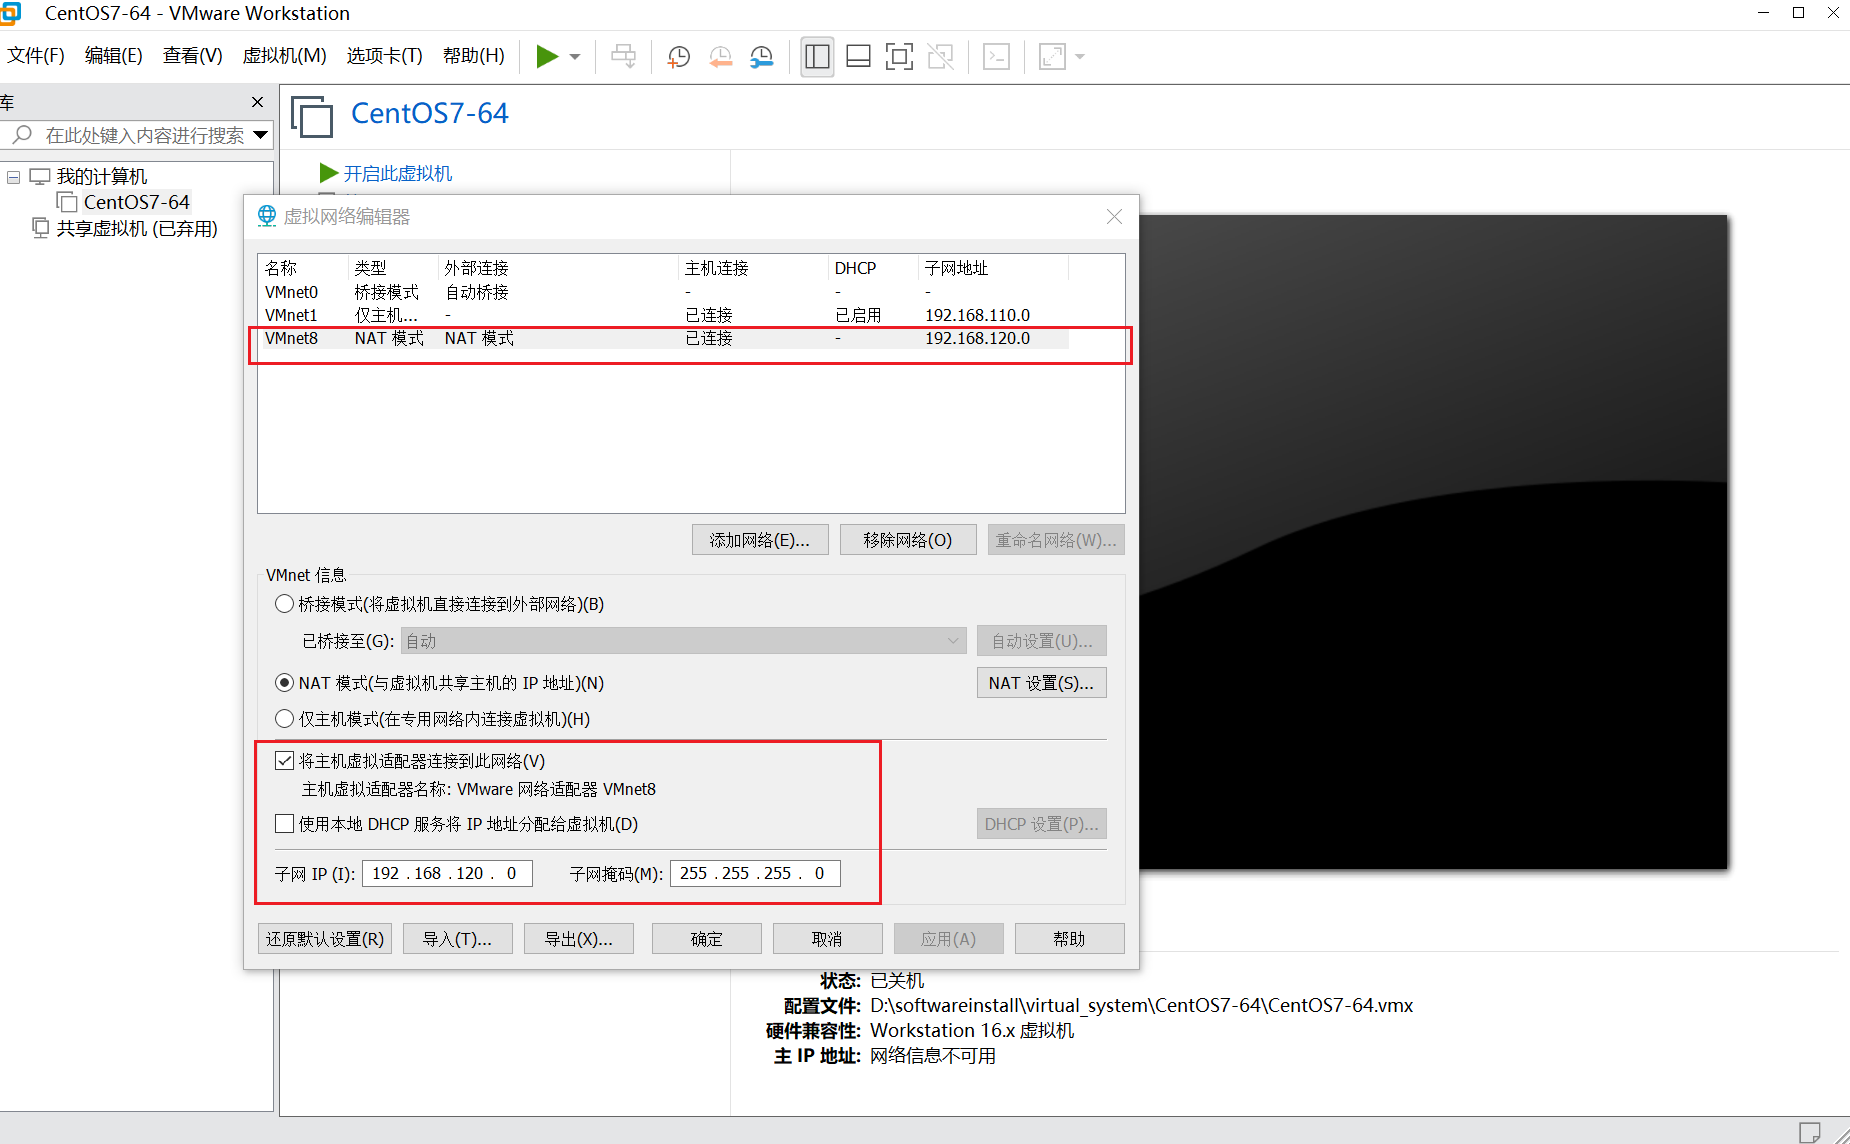 CentOS7-64 - VMware Workstation
文件(F) 编辑(E) 查看(V) 虚拟机(M) 选项卡(T) 帮助(H)
库
在此处键入内容进行搜索
我的计算机
CentOS7-64
共享虚拟机 (已弃用)
CentOS7-64
开启此虚拟机
虚拟网络编辑器
名称 类型 外部连接 主机连接 DHCP 子网地址
VMnet0 桥接模式 自动桥接 - - -
VMnet1 仅主机... - 已连接 已启用 192.168.110.0
VMnet8 NAT 模式 NAT 模式 已连接 - 192.168.120.0
添加网络(E)... 移除网络(O) 重命名网络(W)...
VMnet 信息
桥接模式(将虚拟机直接连接到外部网络)(B)
已桥接至(G): 自动 自动设置(U)...
NAT 模式(与虚拟机共享主机的 IP 地址)(N) NAT 设置(S)...
仅主机模式(在专用网络内连接虚拟机)(H)
将主机虚拟适配器连接到此网络(V)
主机虚拟适配器名称: VMware 网络适配器 VMnet8
使用本地 DHCP 服务将 IP 地址分配给虚拟机(D) DHCP 设置(P)...
子网 IP (I): 192 . 168 . 120 . 0 子网掩码(M): 255 . 255 . 255 . 0
还原默认设置(R) 导入(T)... 导出(X)... 确定 取消 应用(A) 帮助
状态: 已关机
配置文件: D:\softwareinstall\virtual_system\CentOS7-64\CentOS7-64.vmx
硬件兼容性: Workstation 16.x 虚拟机
主 IP 地址: 网络信息不可用